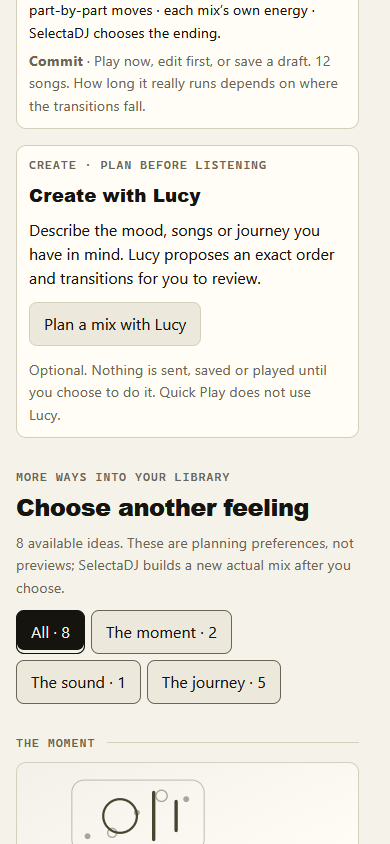 part-by-part moves · each mix's own energy ·
SelectaDJ chooses the ending.
Commit · Play now, edit first, or save a draft. 12
songs. How long it really runs depends on where
the transitions fall.
CREATE · PLAN BEFORE LISTENING
Create with Lucy
Describe the mood, songs or journey you
have in mind. Lucy proposes an exact order
and transitions for you to review.
Plan a mix with Lucy
Optional. Nothing is sent, saved or played until
you choose to do it. Quick Play does not use
Lucy.
MORE WAYS INTO YOUR LIBRARY
Choose another feeling
8 available ideas. These are planning preferences, not
previews; SelectaDJ builds a new actual mix after you
choose.
All · 8
The moment · 2
The sound · 1
The journey · 5
THE MOMENT